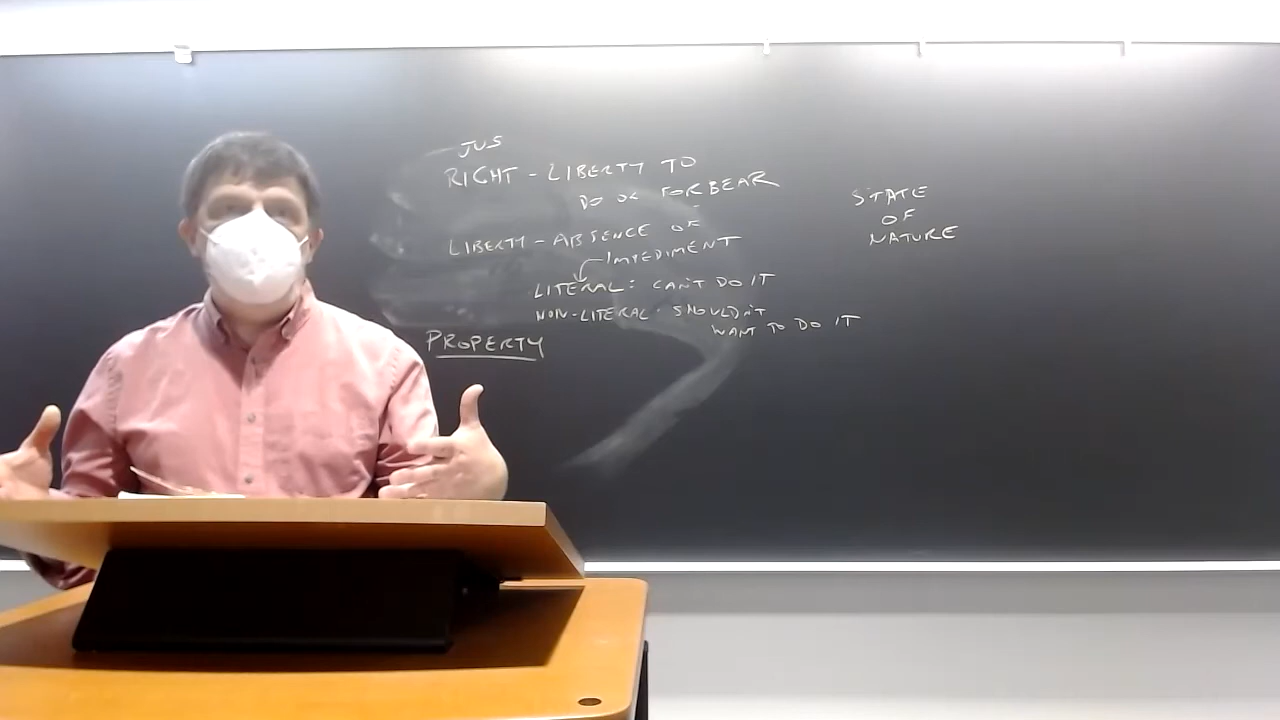 JUS
RIGHT - LIBERTY TO
DO OR FORBEAR
LIBERTY - ABSENCE OF
IMPEDIMENT
LITERAL: CAN'T DO IT
NON-LITERAL: SHOULDN'T
WANT TO DO IT
PROPERTY
STATE
OF
NATURE